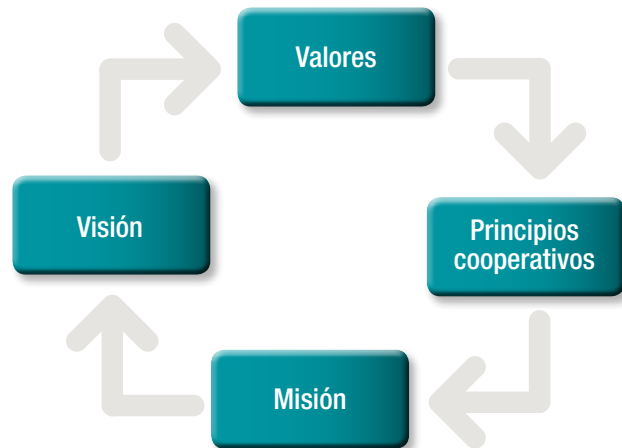 Valores
Visión
Principios
cooperativos
Misión